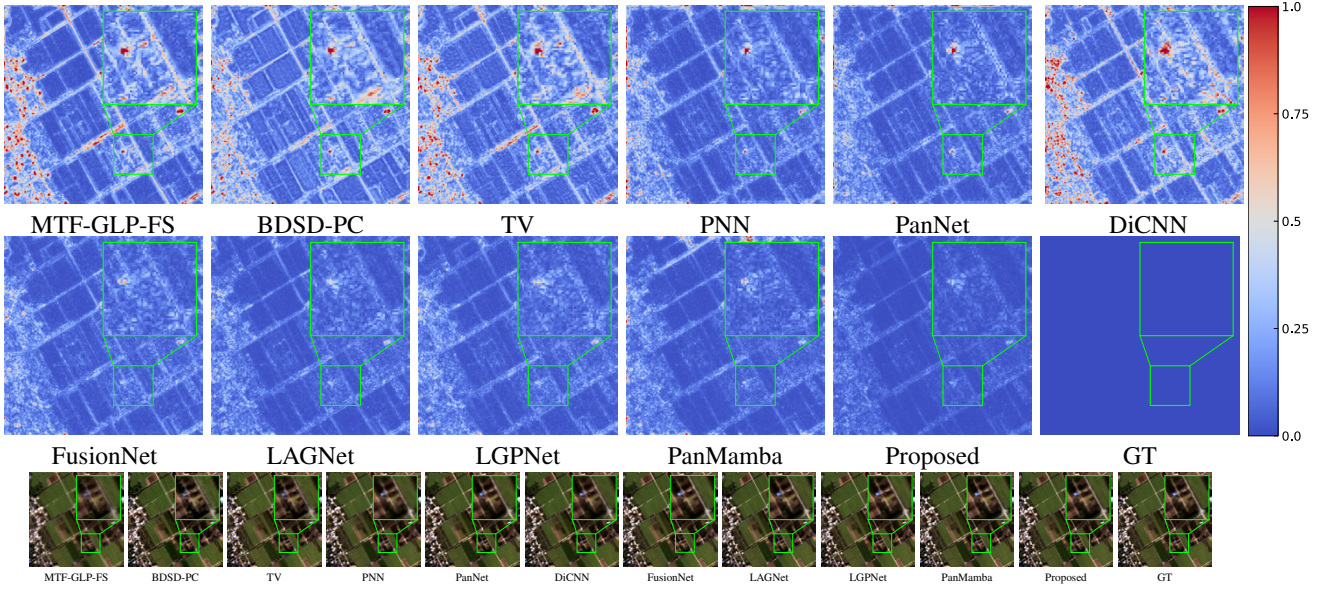 1.0
0.75
0.5
0.25
0.0
MTF-GLP-FS BDSD-PC TV PNN PanNet DiCNN
FusionNet LAGNet LGPNet PanMamba Proposed GT
MTF-GLP-FS BDSD-PC TV PNN PanNet DiCNN FusionNet LAGNet LGPNet PanMamba Proposed GT